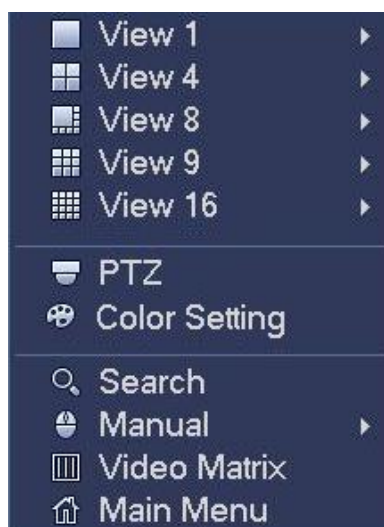 View 1
View 4
View 8
View 9
View 16
PTZ
Color Setting
Search
Manual
Video Matrix
Main Menu